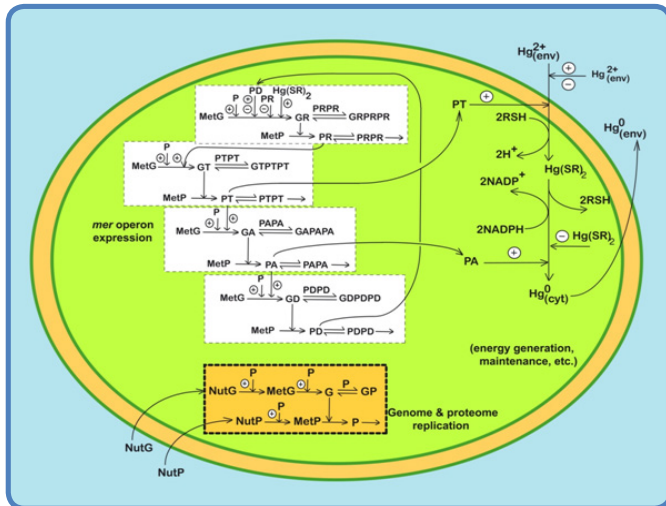 Hg2+(env)
Hg2+(env)
PT
2RSH
2H+
Hg(SR)2
2NADP+
2RSH
2NADPH
Hg(SR)2
PA
Hg0(cyt)
Hg0(env)
PD
P PR Hg(SR)2
MetG GR PRPR GRPRPR
MetP PR PRPR
P
MetG GT PTPT GTPTPT
MetP PT PTPT
mer operon
expression
P
MetG GA PAPA GAPAPA
MetP PA PAPA
P
MetG GD PDPD GDPDPD
MetP PD PDPD
(energy generation,
maintenance, etc.)
P P
NutG MetG G P GP
P
NutP MetP P
Genome & proteome
replication
NutG
NutP